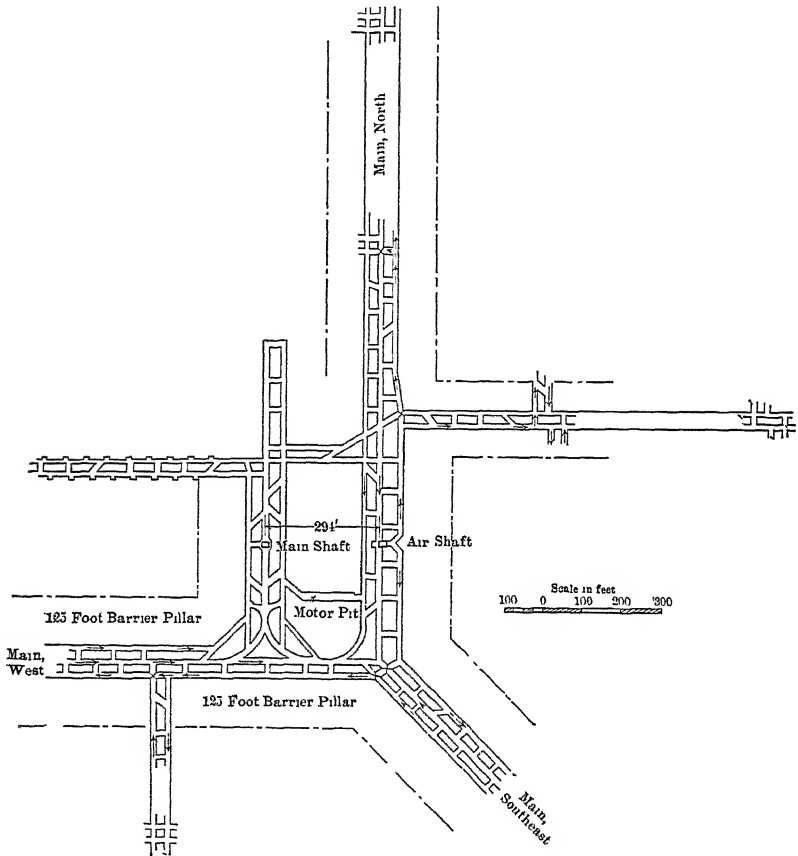 Main, North
294'
Main Shaft
Air Shaft
Scale in feet
100 0 100 200 300
Motor Pit
125 Foot Barrier Pillar
Main,
West
125 Foot Barrier Pillar
Main,
Southeast